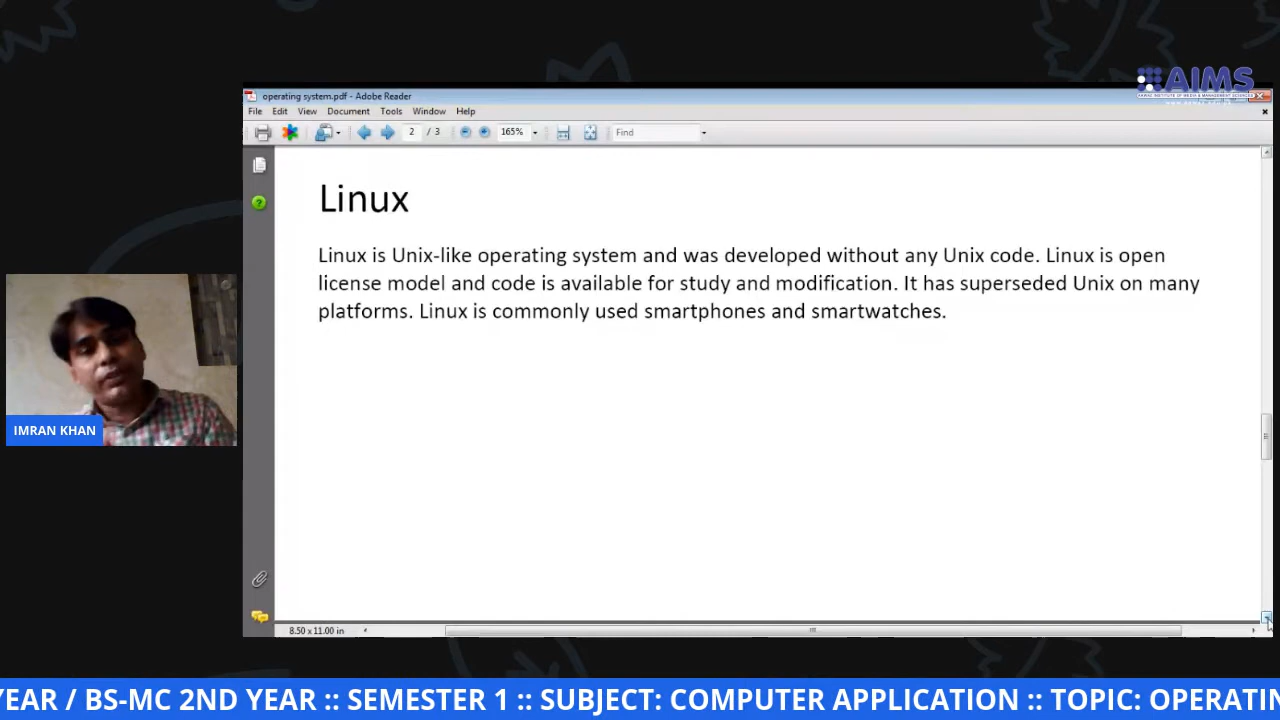 AIMS
operating system.pdf - Adobe Reader
File Edit View Document Tools Window Help
2 / 3 165% Find
Linux
Linux is Unix-like operating system and was developed without any Unix code. Linux is open
license model and code is available for study and modification. It has superseded Unix on many
platforms. Linux is commonly used smartphones and smartwatches.
IMRAN KHAN
8.50 x 11.00 in
YEAR / BS-MC 2ND YEAR :: SEMESTER 1 :: SUBJECT: COMPUTER APPLICATION :: TOPIC: OPERATIN